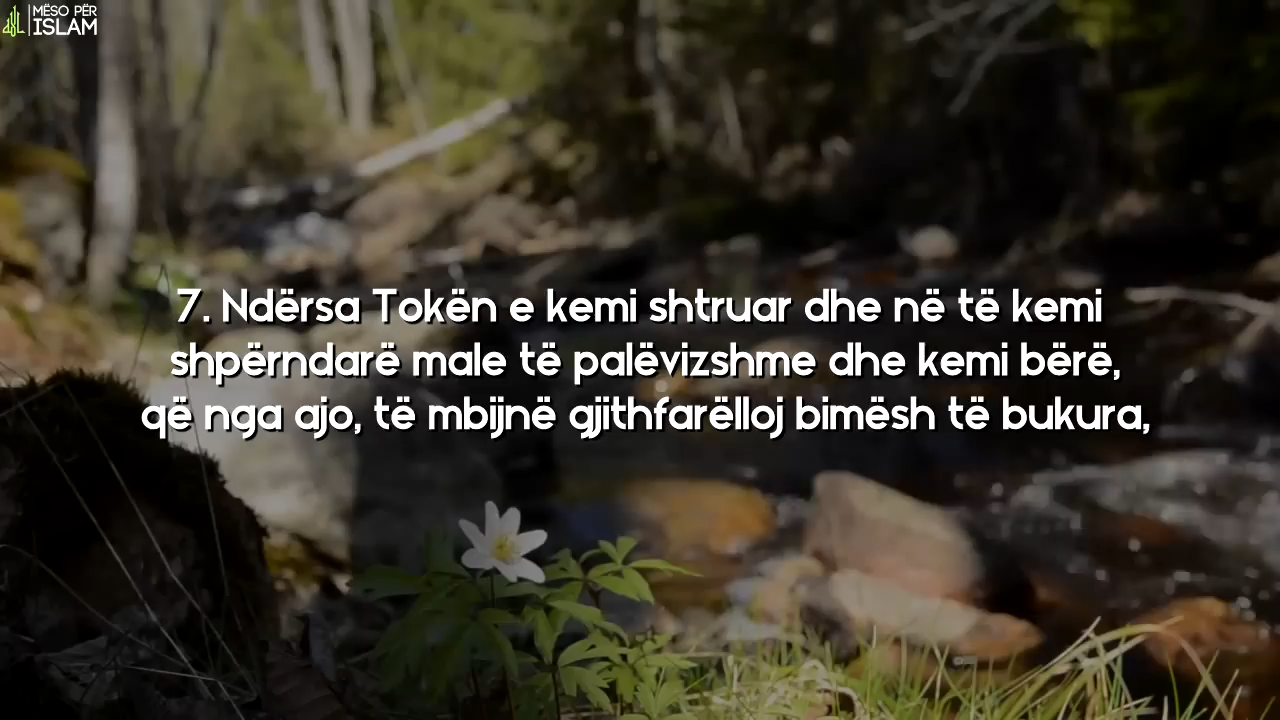 MËSO PËR
ISLAM
7. Ndërsa Tokën e kemi shtruar dhe në të kemi
shpërndarë male të palëvizshme dhe kemi bërë,
që nga ajo, të mbijnë gjithfarëlloj bimësh të bukura,